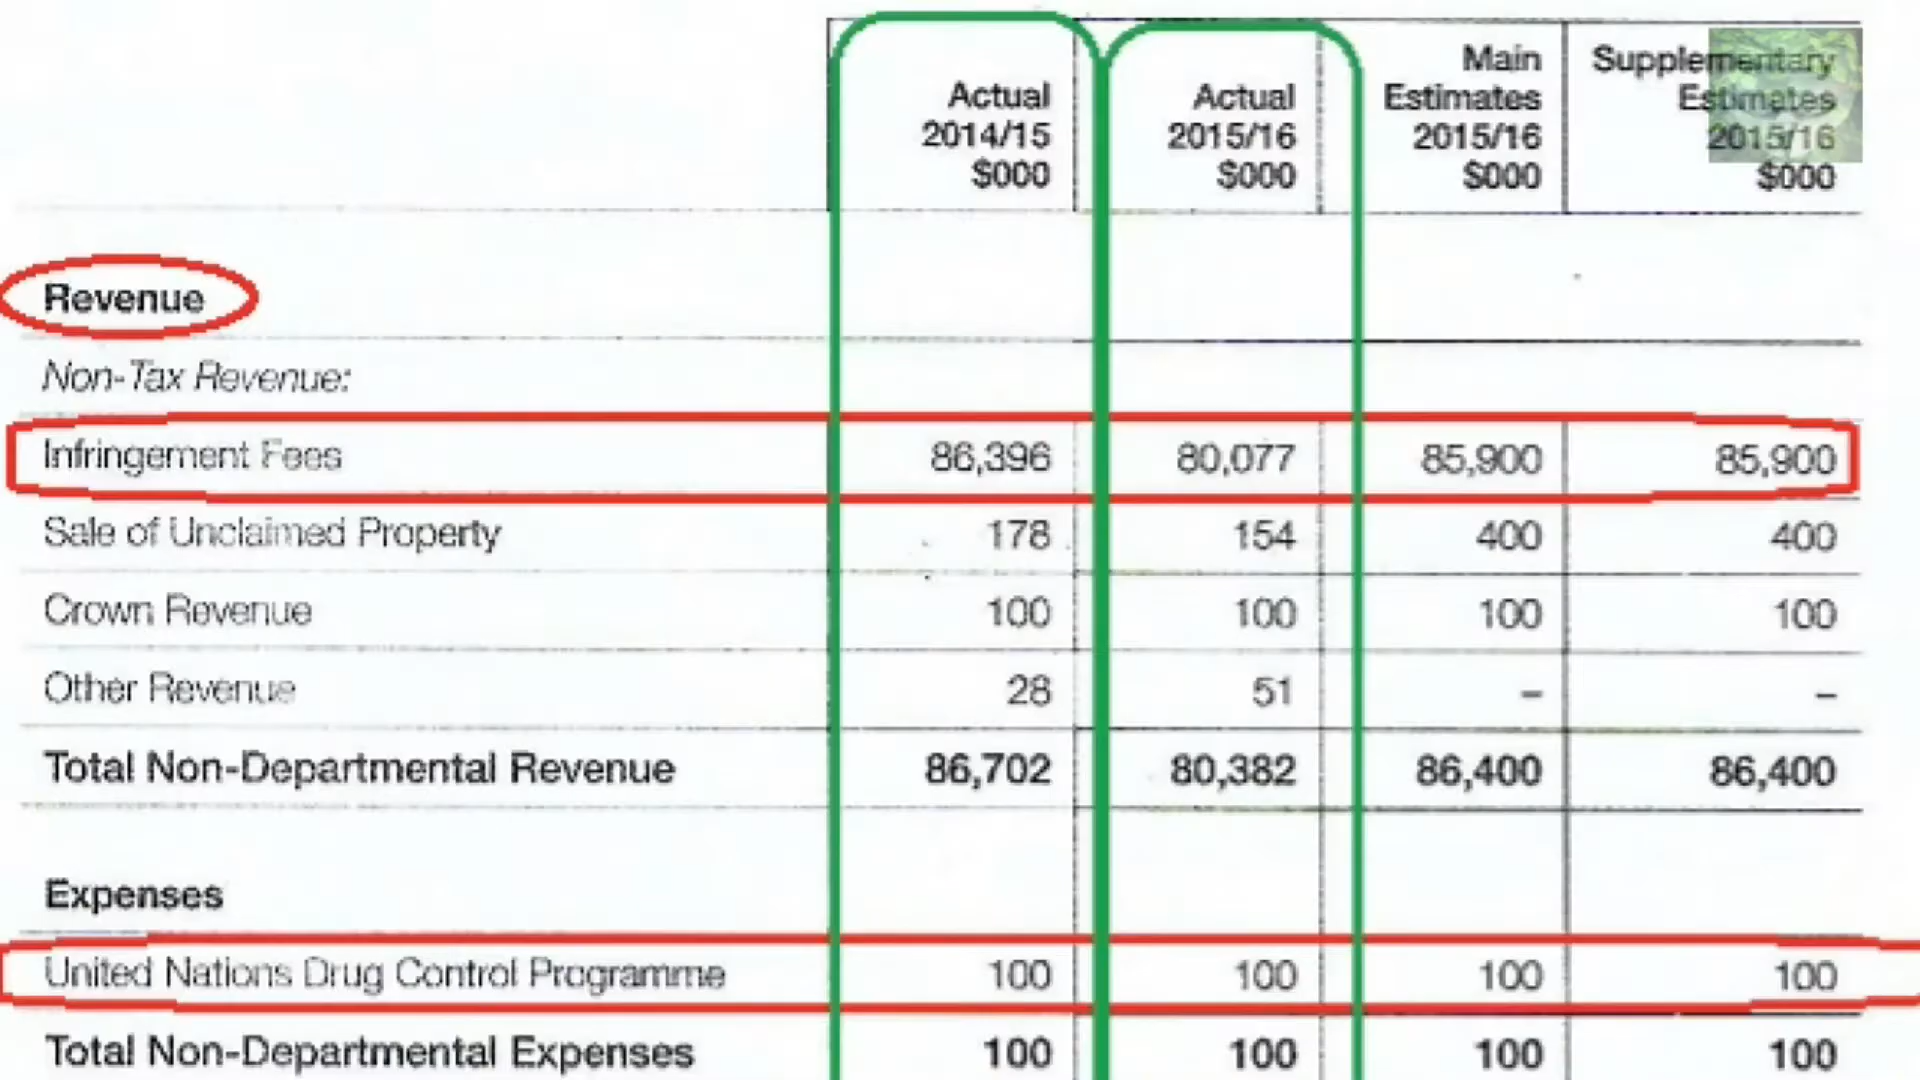 Actual 2014/15 $000 Actual 2015/16 $000 Main Estimates 2015/16 $000 Supplementary Estimates 2015/16 $000
Revenue
Non-Tax Revenue:
Infringement Fees 86,396 80,077 85,900 85,900
Sale of Unclaimed Property 178 154 400 400
Crown Revenue 100 100 100 100
Other Revenue 28 51 – –
Total Non-Departmental Revenue 86,702 80,382 86,400 86,400
Expenses
United Nations Drug Control Programme 100 100 100 100
Total Non-Departmental Expenses 100 100 100 100